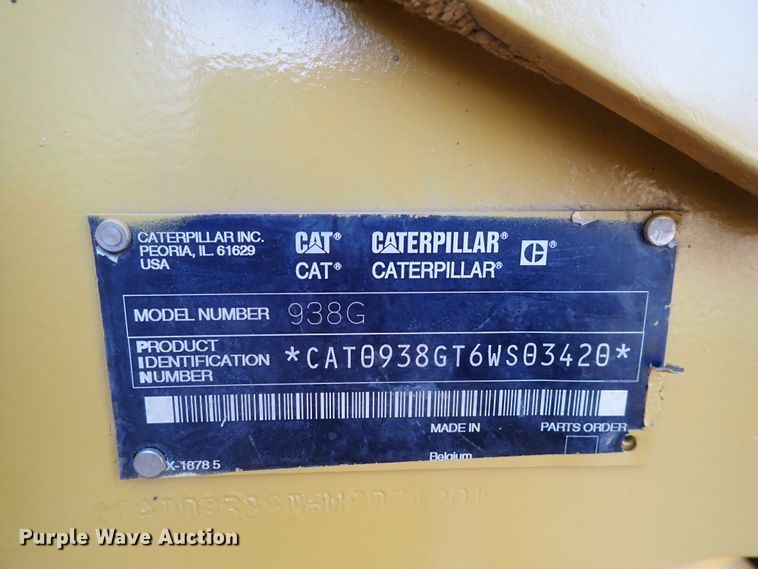 CATERPILLAR INC.
PEORIA, IL. 61629
USA
CAT® CATERPILLAR® C®
CAT® CATERPILLAR®
MODEL NUMBER 938G
PRODUCT
IDENTIFICATION
NUMBER
*CAT0938GT6WS03420*
MADE IN PARTS ORDER
X-1878 5 Belgium
Purple Wave Auction